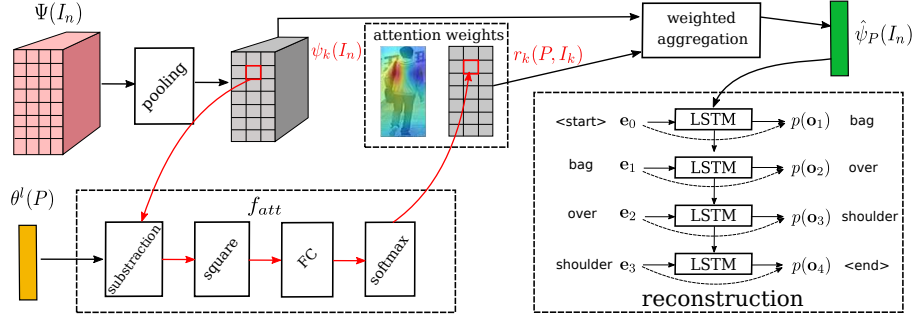 Ψ(I_n)
pooling
ψ_k(I_n)
attention weights
r_k(P, I_k)
weighted
aggregation
ψ̂_P(I_n)
θ^l(P)
f_att
substraction
square
FC
softmax
<start> e_0 LSTM p(o_1) bag
bag e_1 LSTM p(o_2) over
over e_2 LSTM p(o_3) shoulder
shoulder e_3 LSTM p(o_4) <end>
reconstruction